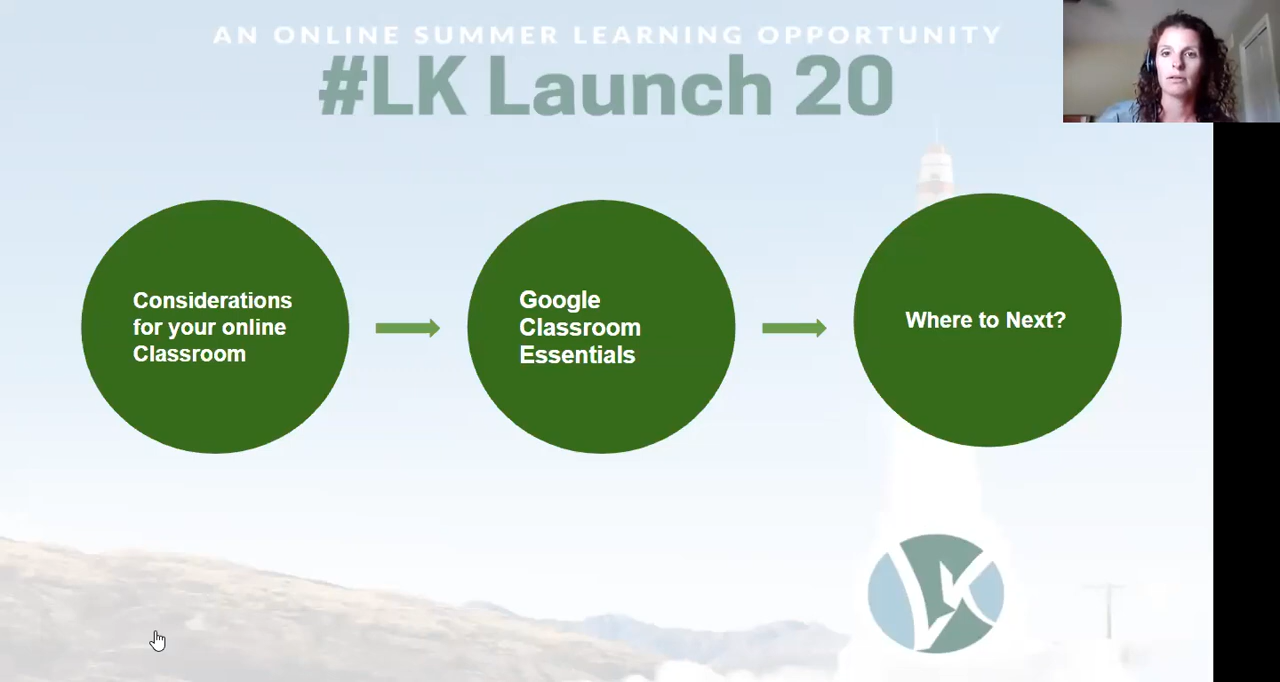 AN ONLINE SUMMER LEARNING OPPORTUNITY
#LK Launch 20
Considerations
for your online
Classroom
Google
Classroom
Essentials
Where to Next?
LK